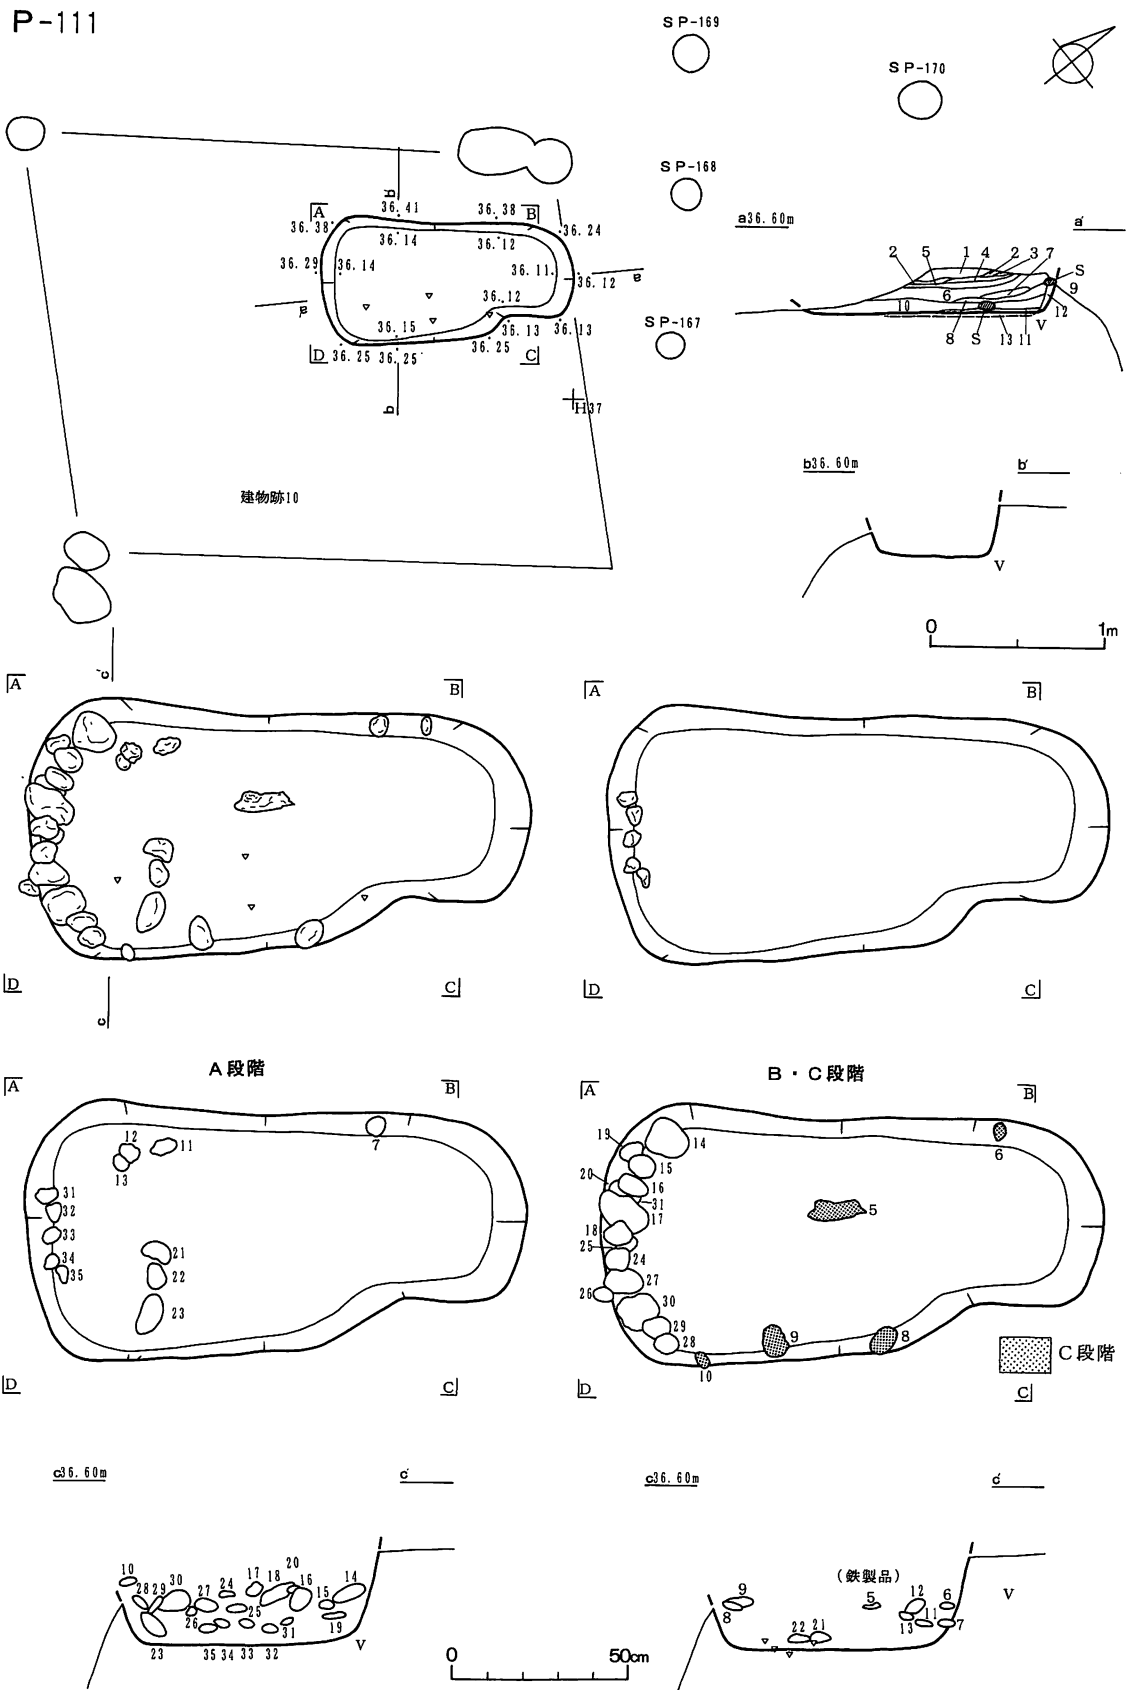 P-111
SP-169
SP-170
SP-168
SP-167
A
B
C
D
36.41
36.38
36.38
36.24
36.14
36.12
36.29
36.14
36.11
36.12
36.12
36.15
36.13
36.13
36.25
36.25
36.25
a
a'
b'
b
H37
建物跡10
a36.60m
a'
2 5 1 4 2 3 7
S
9
6
10
12
8 S 13 11
V
b36.60m
b'
V
0 1m
c'
A
B
D
C
c
A
B
D
C
A段階
A
B
12
11
13
7
31
32
33
34
35
21
22
23
D
C
B・C段階
A
B
19
14
15
20
16
31
17
18
25
24
26
27
30
29
28
10
9
8
5
6
C段階
D
C
c36.60m
c'
10 28 29 30 27 24 17 18 20 16 15 14
23 26 35 34 25 33 32 31 19
V
0 50cm
c36.60m
c'
(鉄製品)
9
8
5
12
6
13
11
7
22
21
V